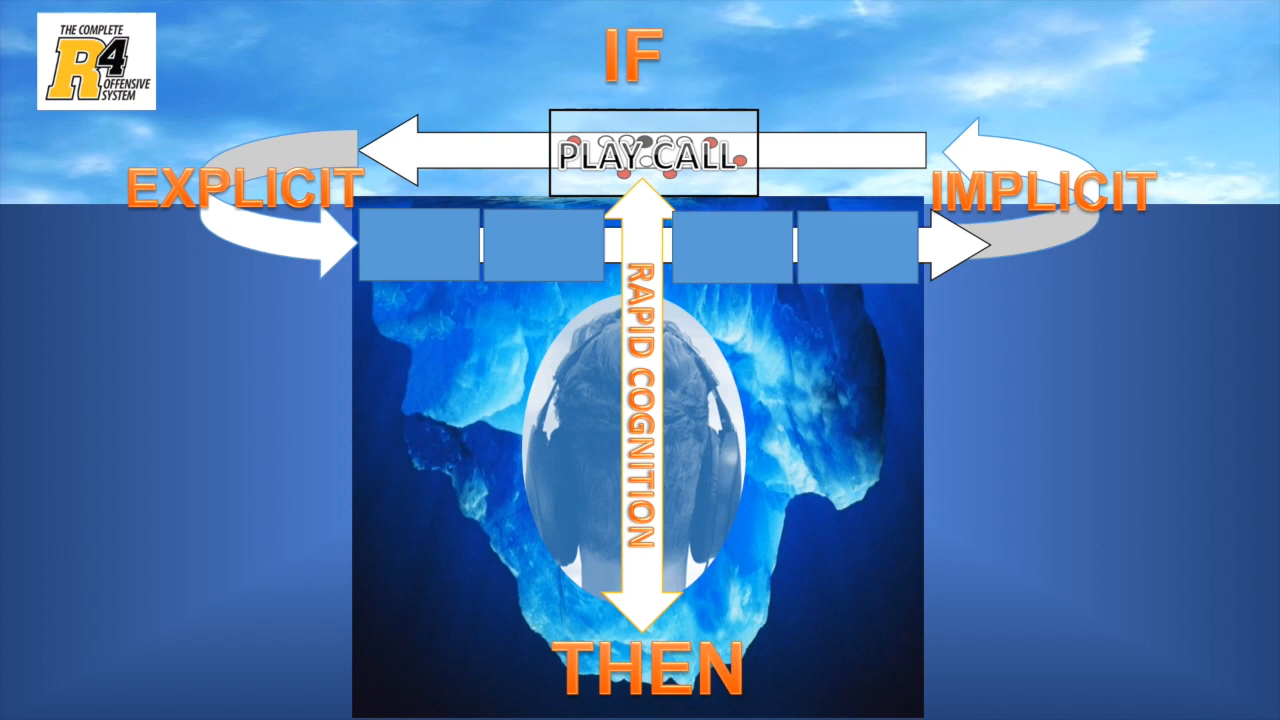 THE COMPLETE
R4
OFFENSIVE
SYSTEM
IF
PLAY CALL
EXPLICIT
IMPLICIT
RAPID COGNITION
THEN